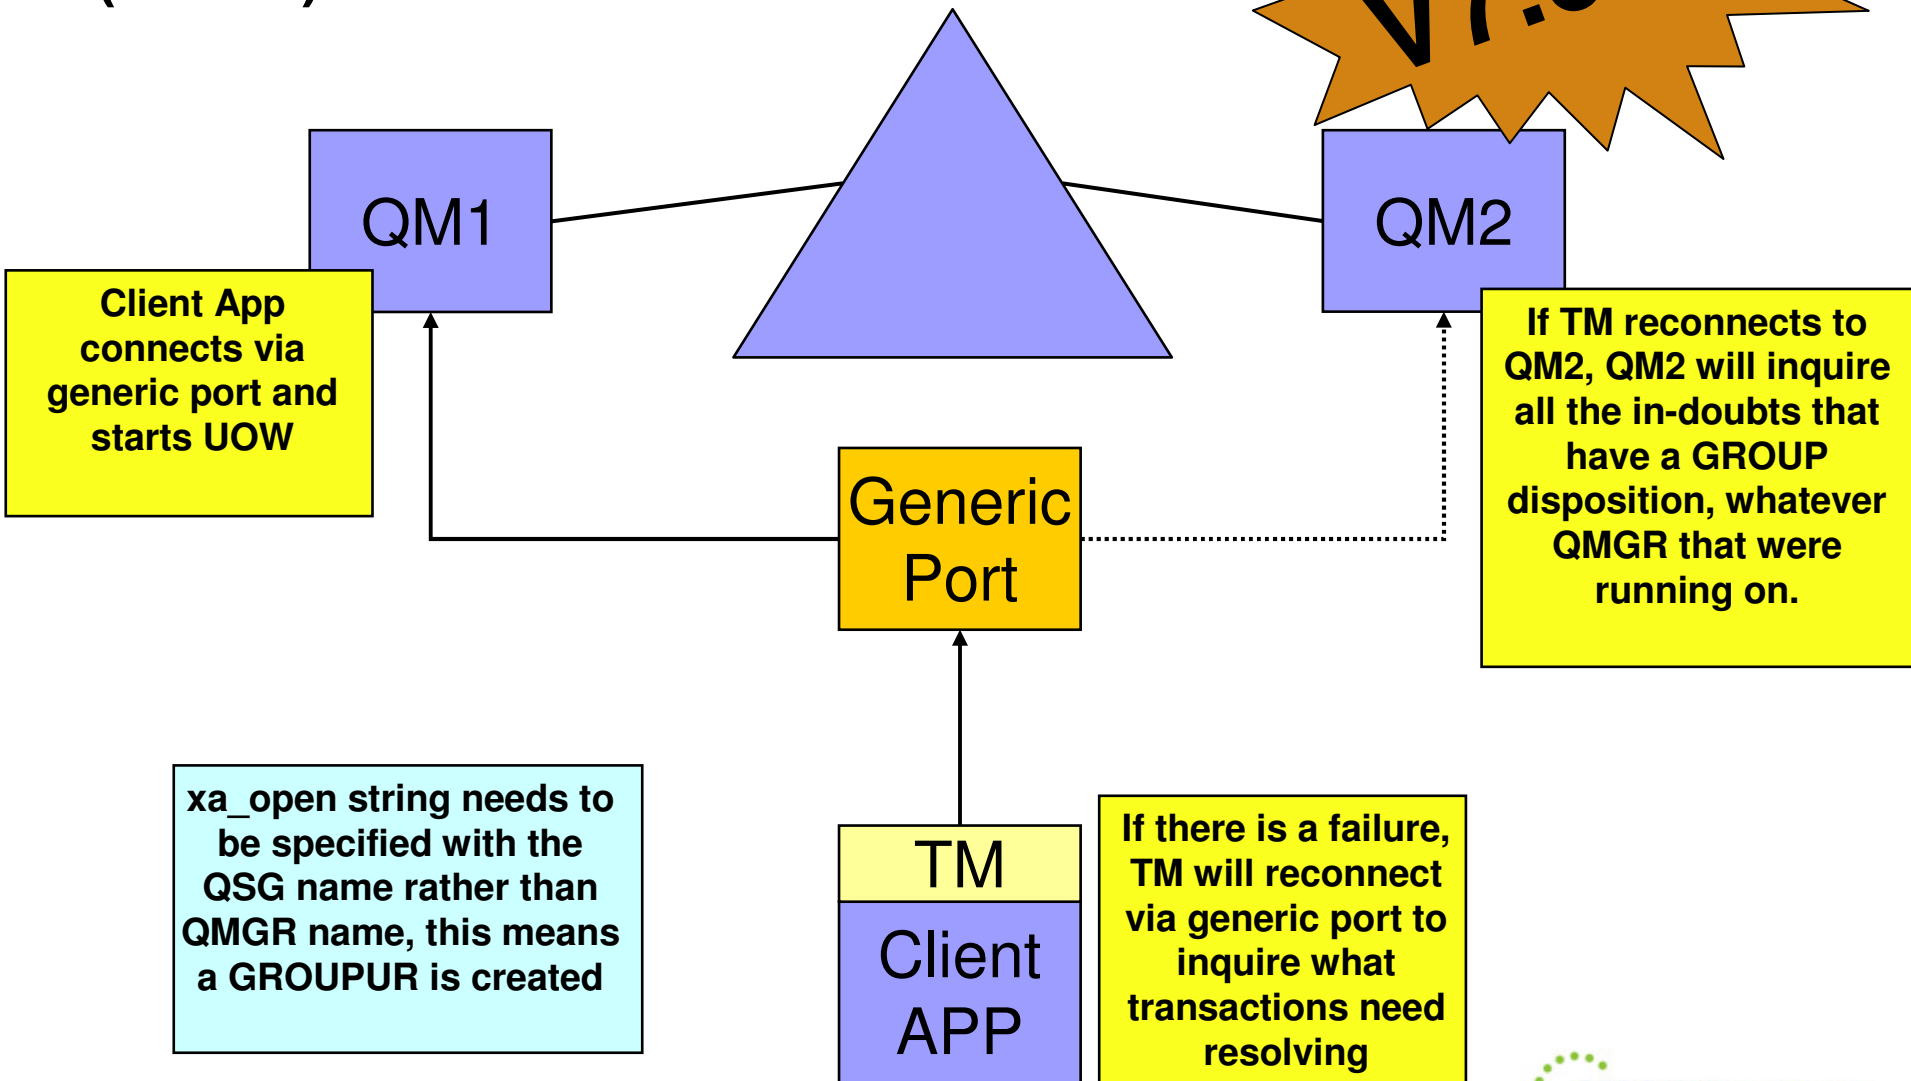 QM1
QM2
Client App
connects via
generic port and
starts UOW
If TM reconnects to
QM2, QM2 will inquire
all the in-doubts that
have a GROUP
disposition, whatever
QMGR that were
running on.
Generic
Port
xa_open string needs to
be specified with the
QSG name rather than
QMGR name, this means
a GROUPUR is created
TM
Client
APP
If there is a failure,
TM will reconnect
via generic port to
inquire what
transactions need
resolving